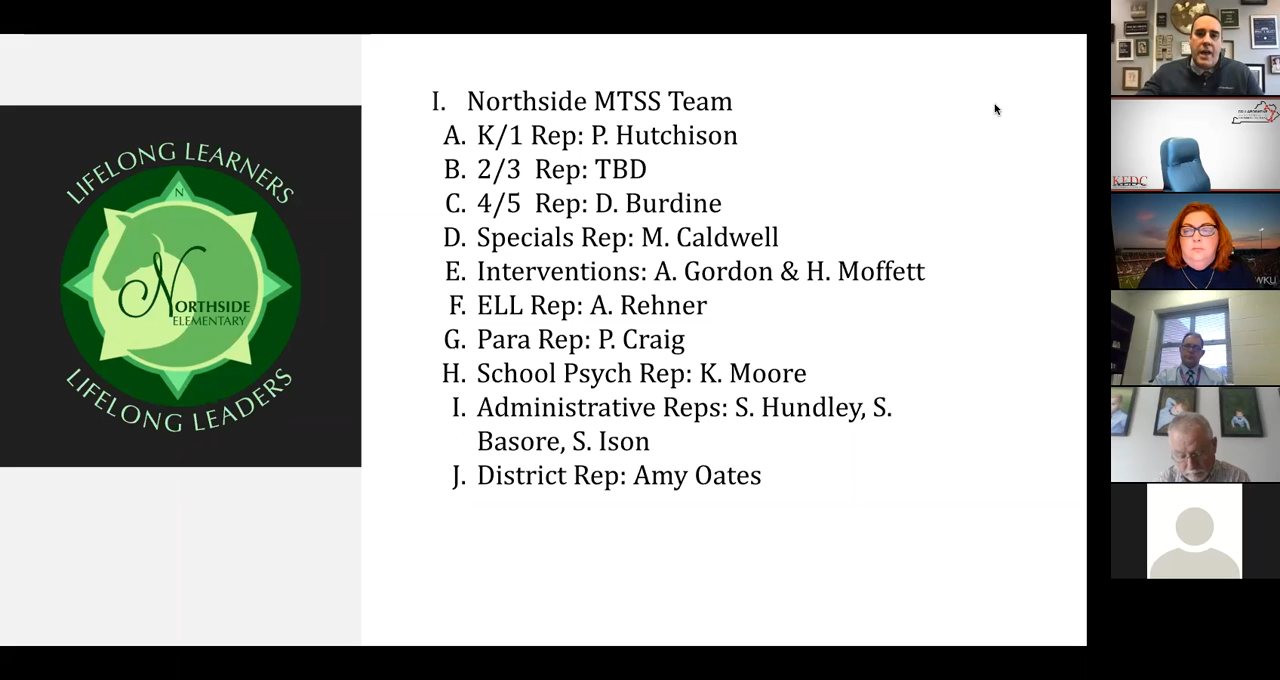 LIFELONG LEARNERS
N
NORTHSIDE
ELEMENTARY
LIFELONG LEADERS
I. Northside MTSS Team
A. K/1 Rep: P. Hutchison
B. 2/3 Rep: TBD
C. 4/5 Rep: D. Burdine
D. Specials Rep: M. Caldwell
E. Interventions: A. Gordon & H. Moffett
F. ELL Rep: A. Rehner
G. Para Rep: P. Craig
H. School Psych Rep: K. Moore
I. Administrative Reps: S. Hundley, S.
Basore, S. Ison
J. District Rep: Amy Oates
KEDC
WKU